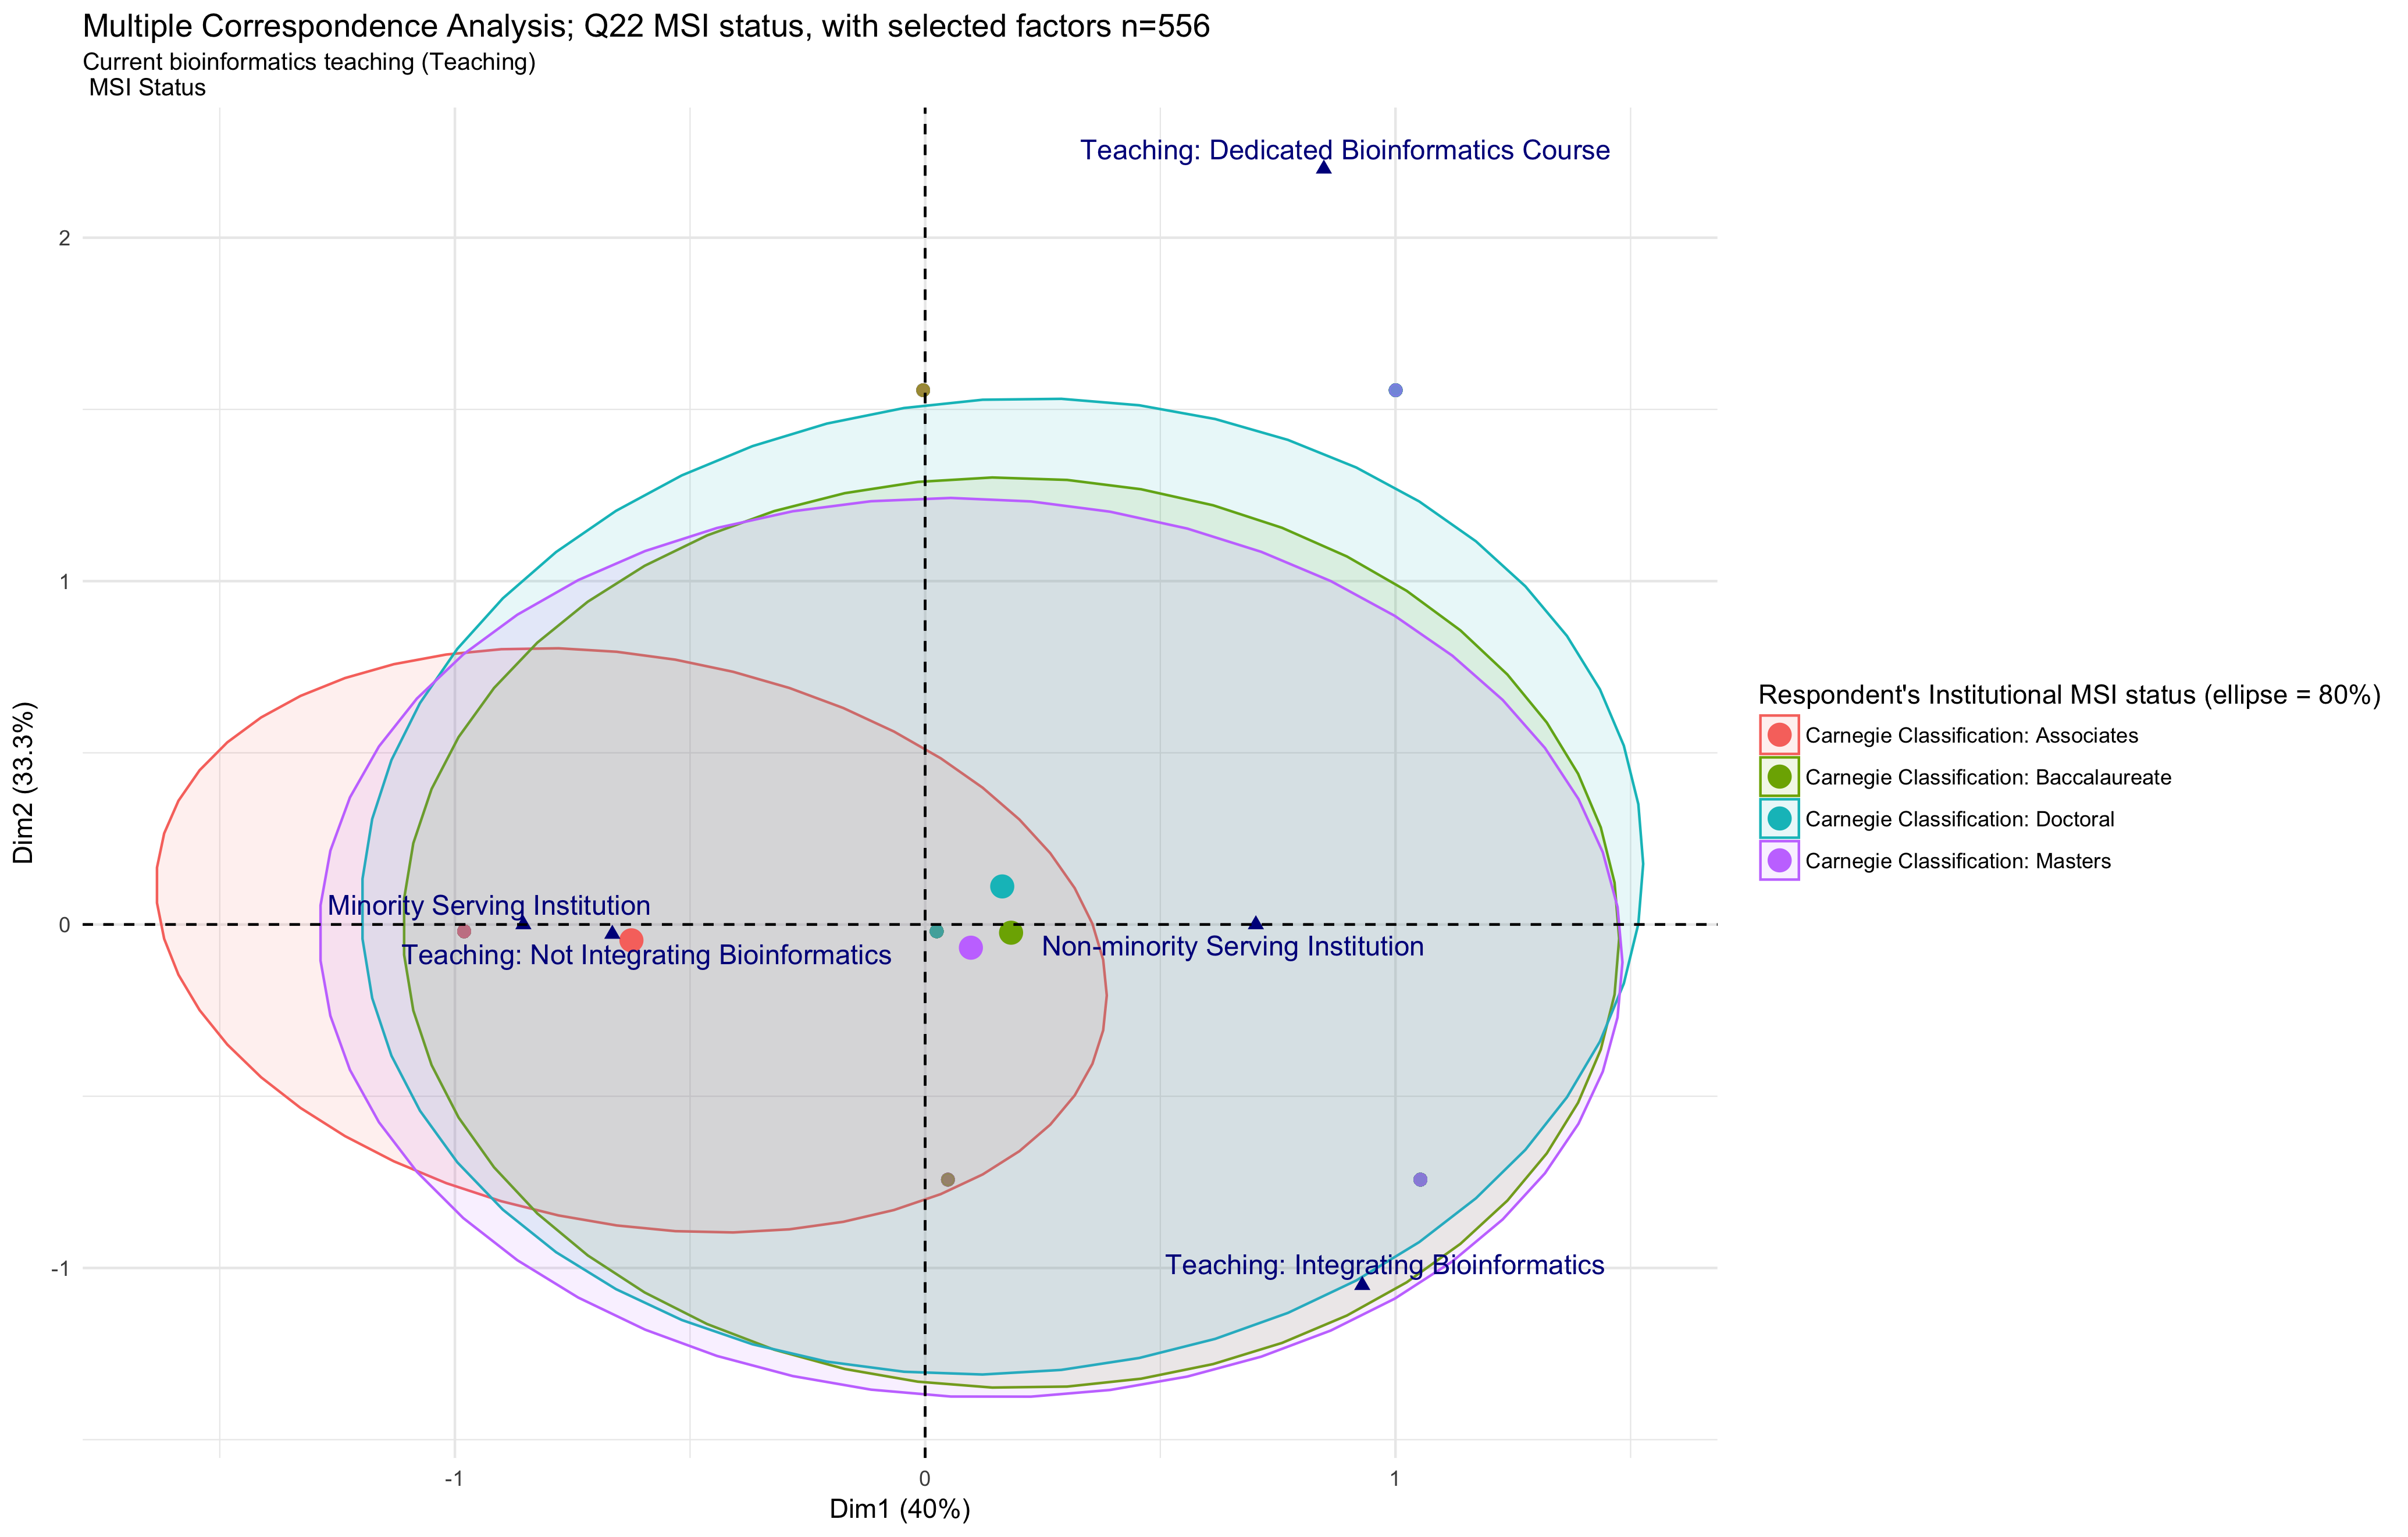 Multiple Correspondence Analysis; Q22 MSI status, with selected factors n=556
Current bioinformatics teaching (Teaching)
MSI Status
Teaching: Dedicated Bioinformatics Course
2
1
0
-1
Dim2 (33.3%)
Minority Serving Institution
Teaching: Not Integrating Bioinformatics
Non-minority Serving Institution
Teaching: Integrating Bioinformatics
-1
0
1
Dim1 (40%)
Respondent's Institutional MSI status (ellipse = 80%)
Carnegie Classification: Associates
Carnegie Classification: Baccalaureate
Carnegie Classification: Doctoral
Carnegie Classification: Masters